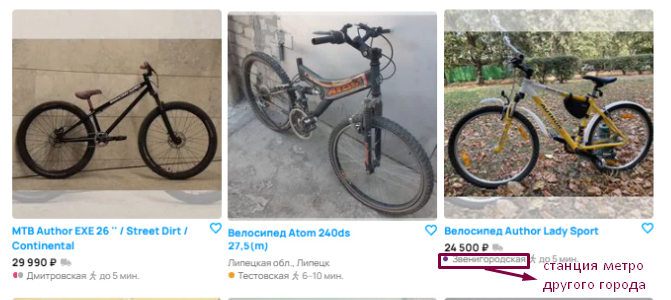 MTB Author EXE 26 '' / Street Dirt /
Continental
29 990 ₽
Дмитровская до 5 мин.
Велосипед Atom 240ds
27,5(m)
Липецкая обл., Липецк
Тестовская 6–10 мин.
Велосипед Author Lady Sport
24 500 ₽
Звенигородская до 5 мин.
станция метро
другого города